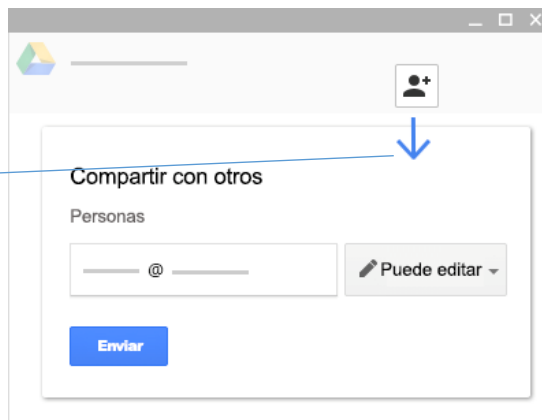 Compartir con otros
Personas
@
Puede editar
Enviar